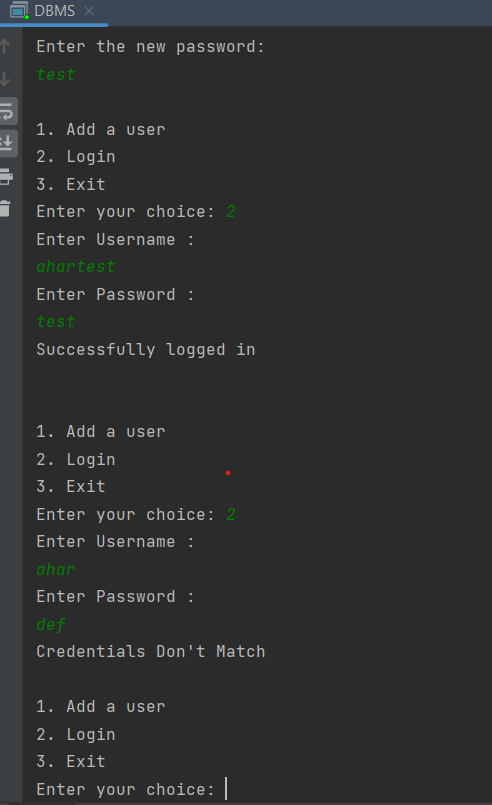 DBMS
Enter the new password:
test
1. Add a user
2. Login
3. Exit
Enter your choice: 2
Enter Username :
ahartest
Enter Password :
test
Successfully logged in
1. Add a user
2. Login
3. Exit
Enter your choice: 2
Enter Username :
ahar
Enter Password :
def
Credentials Don't Match
1. Add a user
2. Login
3. Exit
Enter your choice: